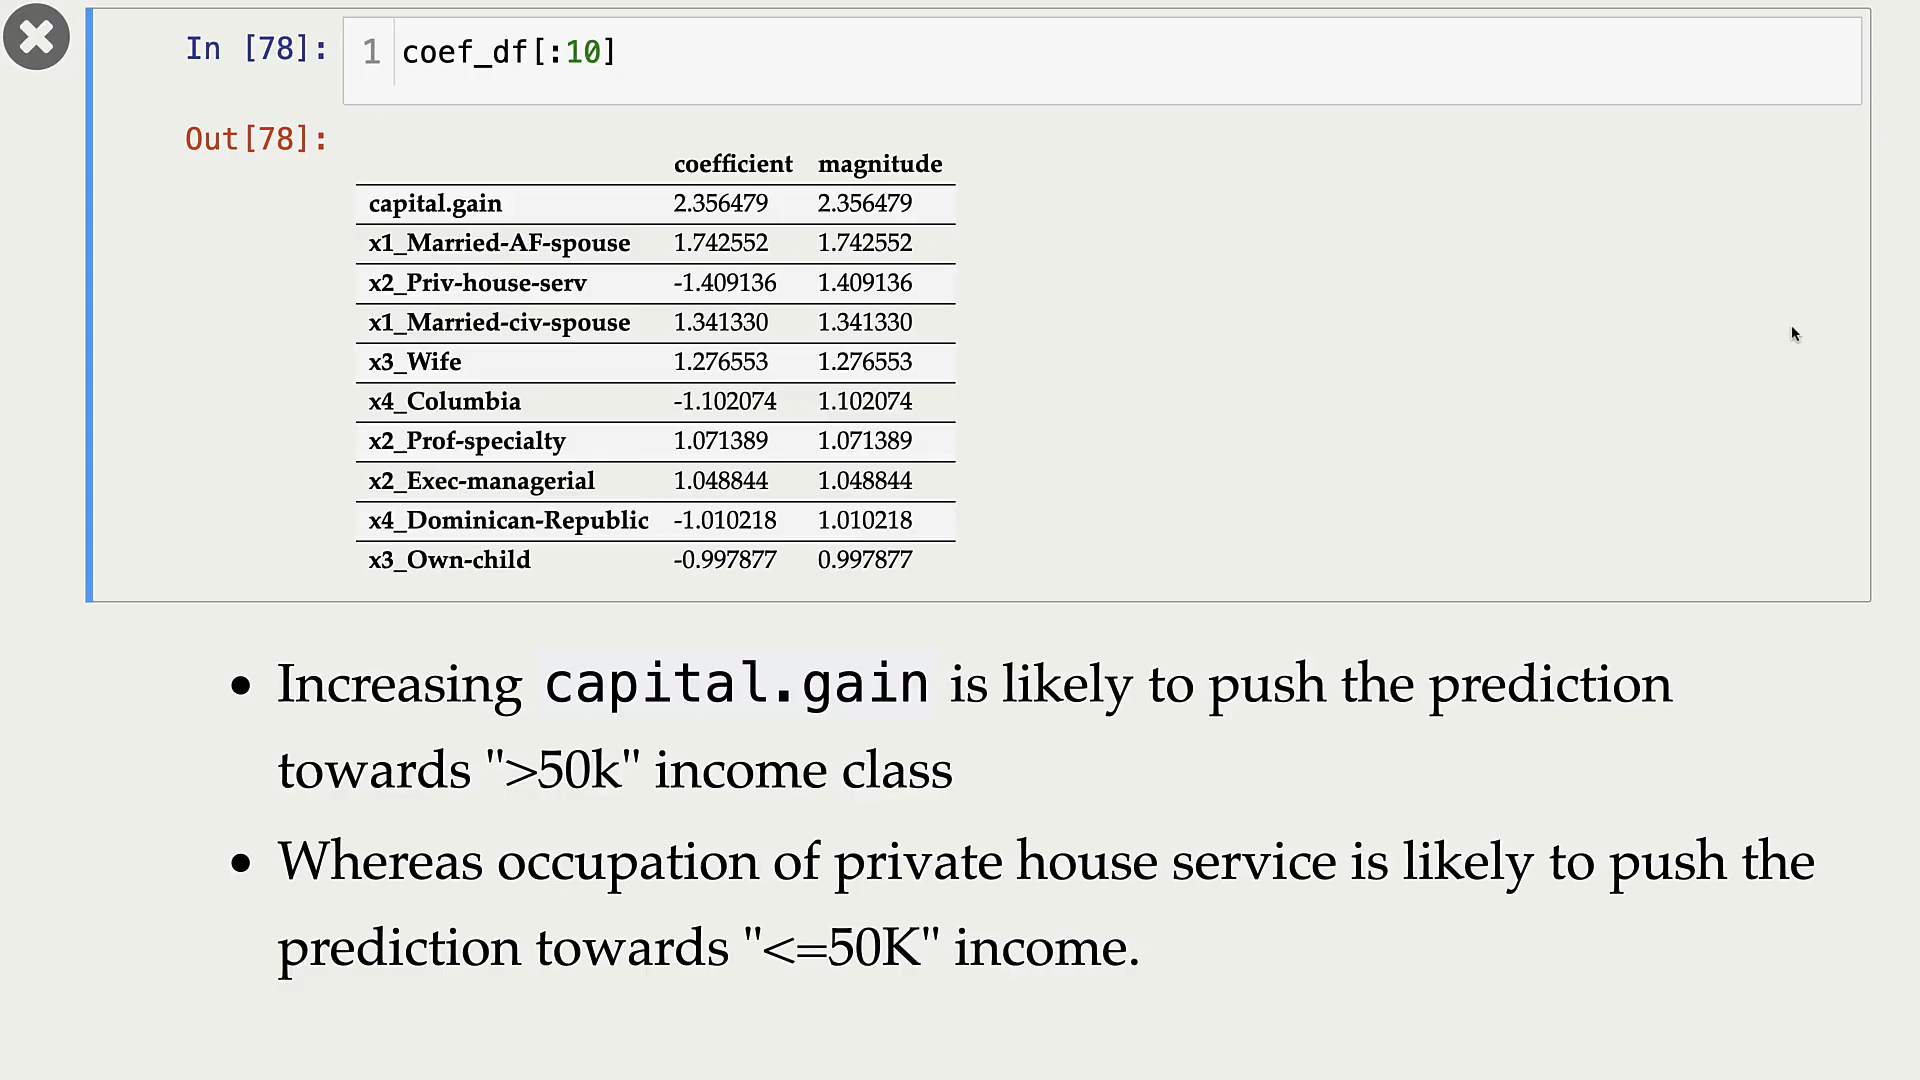 In [78]: 1 coef_df[:10]
Out[78]:
coefficient magnitude
capital.gain 2.356479 2.356479
x1_Married-AF-spouse 1.742552 1.742552
x2_Priv-house-serv -1.409136 1.409136
x1_Married-civ-spouse 1.341330 1.341330
x3_Wife 1.276553 1.276553
x4_Columbia -1.102074 1.102074
x2_Prof-specialty 1.071389 1.071389
x2_Exec-managerial 1.048844 1.048844
x4_Dominican-Republic -1.010218 1.010218
x3_Own-child -0.997877 0.997877
• Increasing capital.gain is likely to push the prediction
towards ">50k" income class
• Whereas occupation of private house service is likely to push the
prediction towards "<=50K" income.